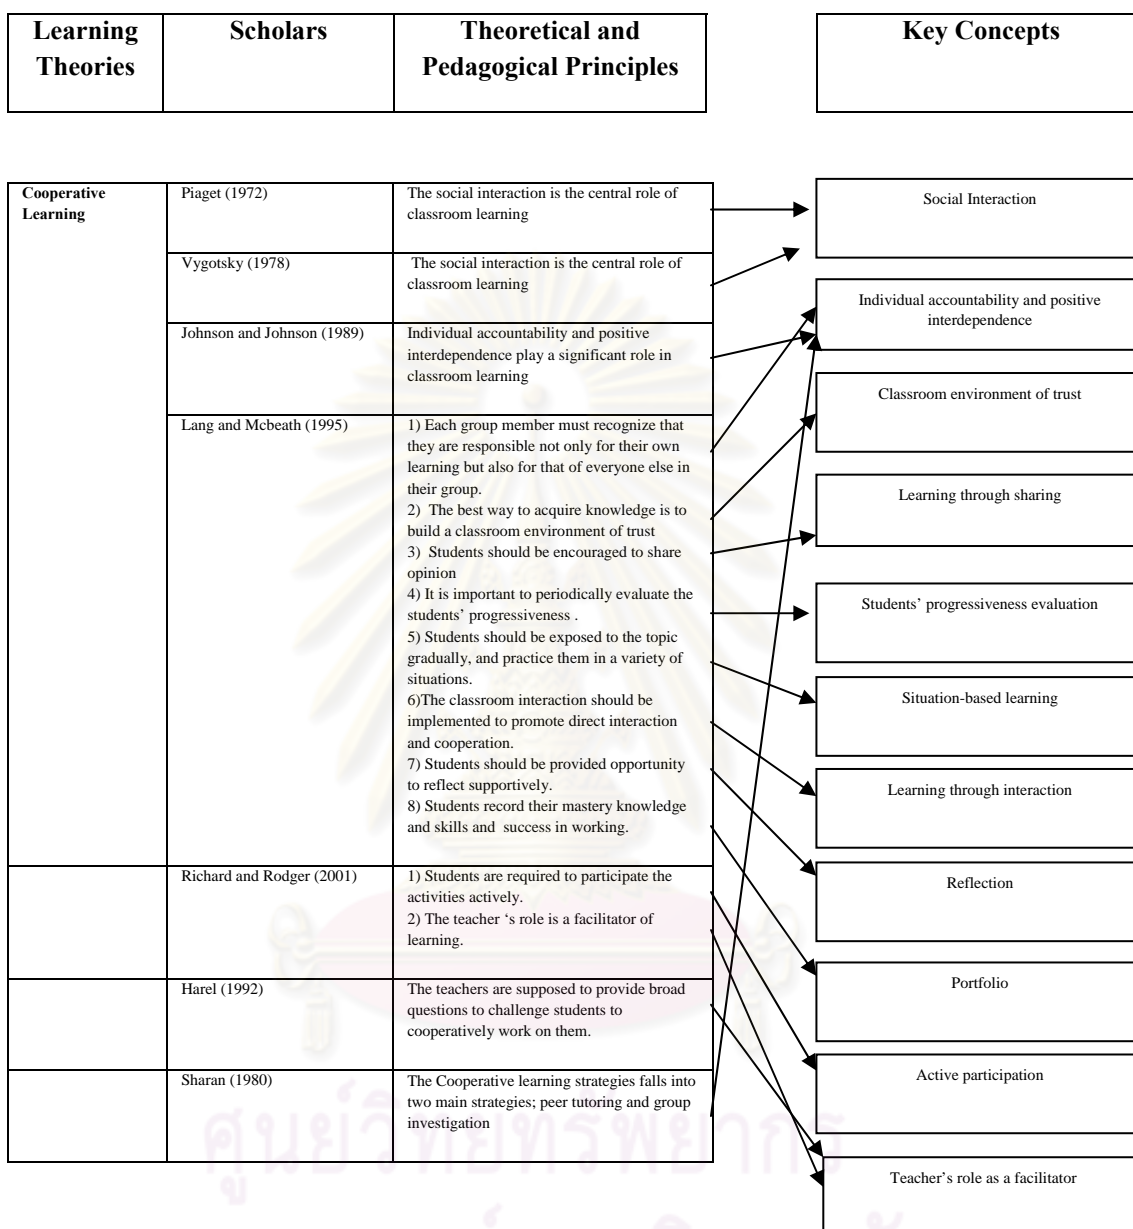 Learning
Theories
Scholars
Theoretical and
Pedagogical Principles
Key Concepts
Cooperative
Learning
Piaget (1972)
The social interaction is the central role of
classroom learning
Social Interaction
Vygotsky (1978)
The social interaction is the central role of
classroom learning
Johnson and Johnson (1989)
Individual accountability and positive
interdependence play a significant role in
classroom learning
Individual accountability and positive
interdependence
Lang and Mcbeath (1995)
1) Each group member must recognize that
they are responsible not only for their own
learning but also for that of everyone else in
their group.
2) The best way to acquire knowledge is to
build a classroom environment of trust
3) Students should be encouraged to share
opinion
4) It is important to periodically evaluate the
students’ progressiveness .
5) Students should be exposed to the topic
gradually, and practice them in a variety of
situations.
6)The classroom interaction should be
implemented to promote direct interaction
and cooperation.
7) Students should be provided opportunity
to reflect supportively.
8) Students record their mastery knowledge
and skills and success in working.
Classroom environment of trust
Learning through sharing
Students’ progressiveness evaluation
Situation-based learning
Learning through interaction
Reflection
Portfolio
Richard and Rodger (2001)
1) Students are required to participate the
activities actively.
2) The teacher ‘s role is a facilitator of
learning.
Harel (1992)
The teachers are supposed to provide broad
questions to challenge students to
cooperatively work on them.
Active participation
Sharan (1980)
The Cooperative learning strategies falls into
two main strategies; peer tutoring and group
investigation
Teacher’s role as a facilitator
ศูนย์วิทยทรัพยากร